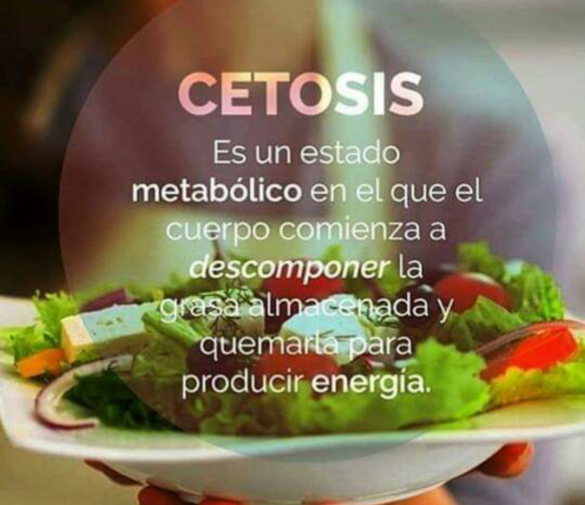 CETOSIS
Es un estado
metabólico en el que el
cuerpo comienza a
descomponer la
grasa almacenada y
quemarla para
producir energía.